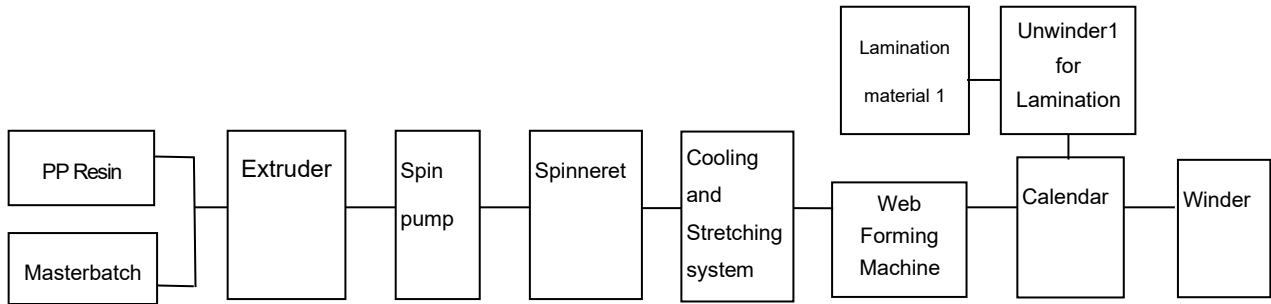 PP Resin
Masterbatch
Extruder
Spin
pump
Spinneret
Cooling
and
Stretching
system
Web
Forming
Machine
Lamination
material 1
Unwinder1
for
Lamination
Calendar
Winder